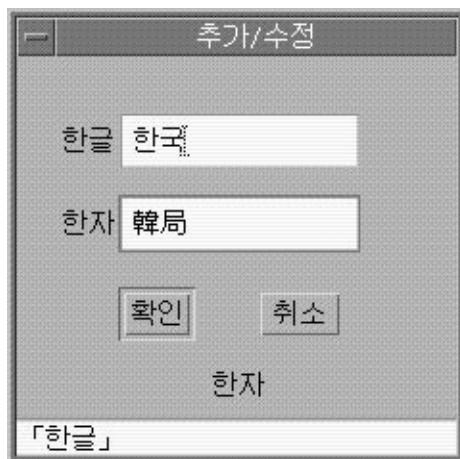 추가/수정
한글 한국
한자 韓局
확인 취소
한자
「한글」